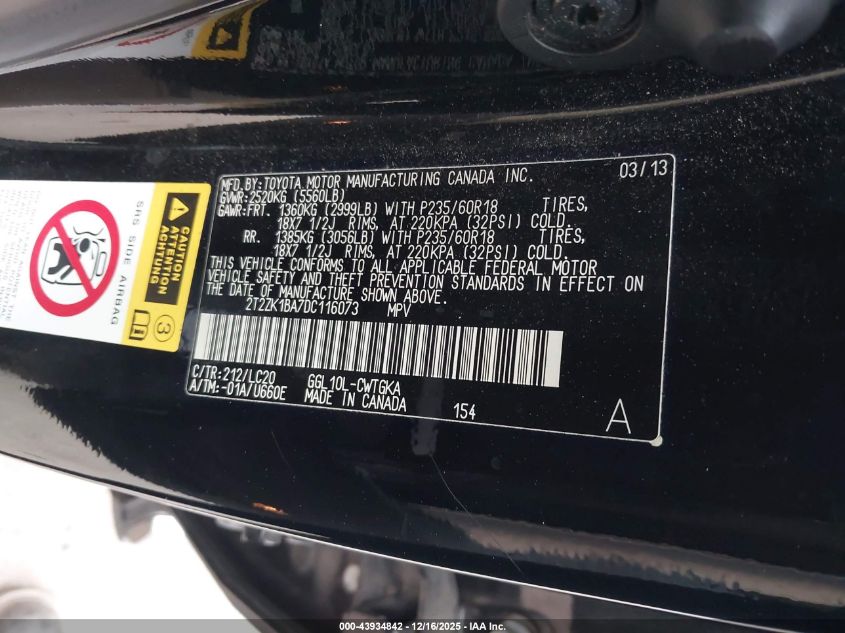 MFD.BY:TOYOTA MOTOR MANUFACTURING CANADA INC. 03/13
GVWR:2520KG (5560LB)
GAWR:FRT. 1360KG (2999LB) WITH P235/60R18 TIRES,
18X7 1/2J RIMS, AT 220KPA (32PSI) COLD.
RR. 1385KG (3056LB) WITH P235/60R18 TIRES,
18X7 1/2J RIMS, AT 220KPA (32PSI) COLD.
THIS VEHICLE CONFORMS TO ALL APPLICABLE FEDERAL MOTOR
VEHICLE SAFETY AND THEFT PREVENTION STANDARDS IN EFFECT ON
THE DATE OF MANUFACTURE SHOWN ABOVE.
2T2ZK1BA7DC116073 MPV
C/TR:212/LC20 GGL10L-CWTGKA
A/TM:-01A/U660E MADE IN CANADA 154 A
SRS SIDE AIRBAG
CAUTION
ATTENTION
ACHTUNG
3
000-43934842 - 12/16/2025 - IAA Inc.